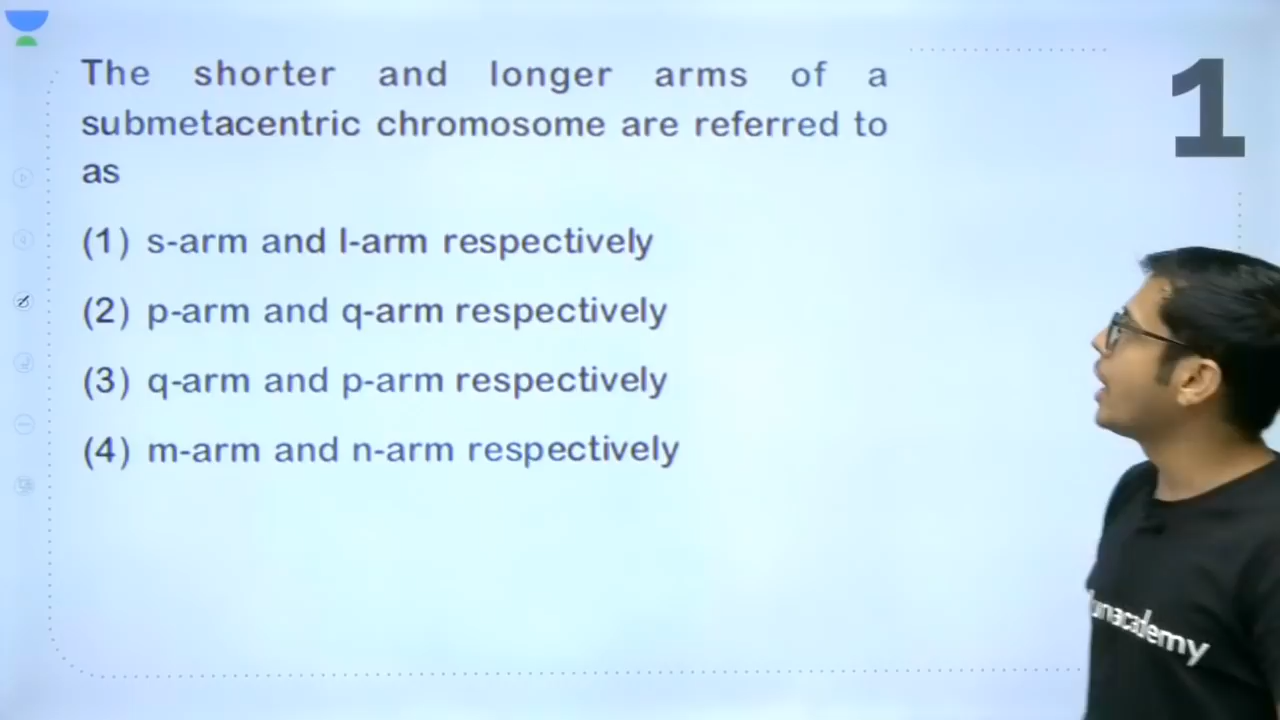 The shorter and longer arms of a
submetacentric chromosome are referred to
as
(1) s-arm and l-arm respectively
(2) p-arm and q-arm respectively
(3) q-arm and p-arm respectively
(4) m-arm and n-arm respectively
1
unacademy